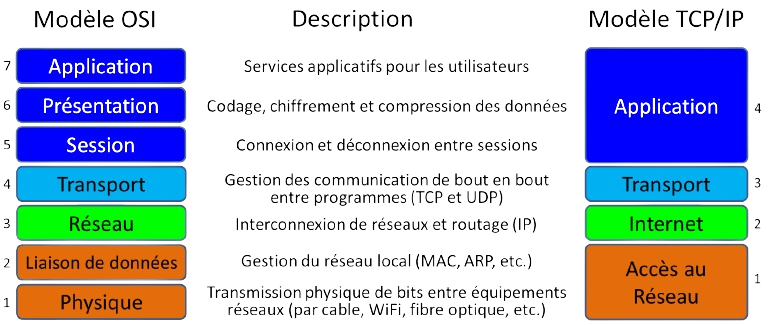 Modèle OSI Description Modèle TCP/IP
7 Application Services applicatifs pour les utilisateurs
6 Présentation Codage, chiffrement et compression des données Application 4
5 Session Connexion et déconnexion entre sessions
4 Transport Gestion des communication de bout en bout
entre programmes (TCP et UDP) Transport 3
3 Réseau Interconnexion de réseaux et routage (IP) Internet 2
2 Liaison de données Gestion du réseau local (MAC, ARP, etc.)
Accès au
Réseau 1
1 Physique Transmission physique de bits entre équipements
réseaux (par cable, WiFi, fibre optique, etc.)